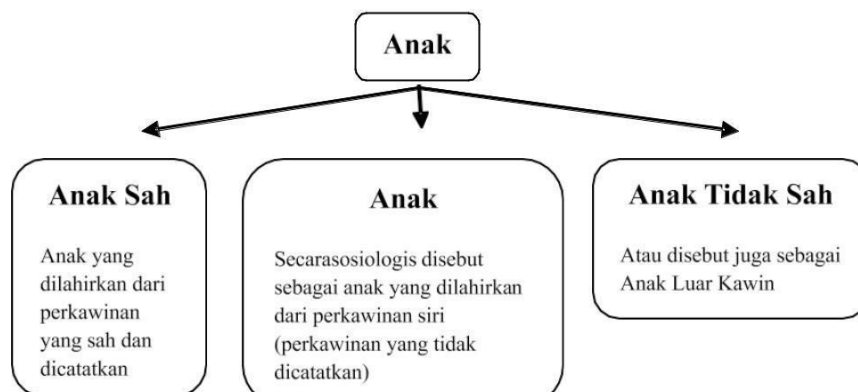 Anak
Anak Sah
Anak yang
dilahirkan dari
perkawinan
yang sah dan
dicatatkan
Anak
Secarasosiologis disebut
sebagai anak yang dilahirkan
dari perkawinan siri
(perkawinan yang tidak
dicatatkan)
Anak Tidak Sah
Atau disebut juga sebagai
Anak Luar Kawin